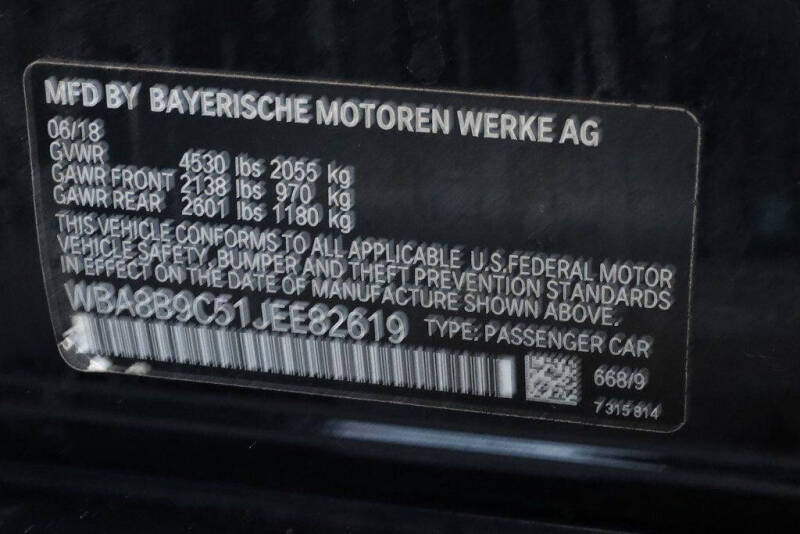 MFD BY BAYERISCHE MOTOREN WERKE AG
06/18
GVWR 4530 lbs 2055 kg
GAWR FRONT 2138 lbs 970 kg
GAWR REAR 2601 lbs 1180 kg
THIS VEHICLE CONFORMS TO ALL APPLICABLE U.S.FEDERAL MOTOR
VEHICLE SAFETY, BUMPER AND THEFT PREVENTION STANDARDS
IN EFFECT ON THE DATE OF MANUFACTURE SHOWN ABOVE.
WBA8B9C51JEE82619 TYPE: PASSENGER CAR
668/9
7 315 814